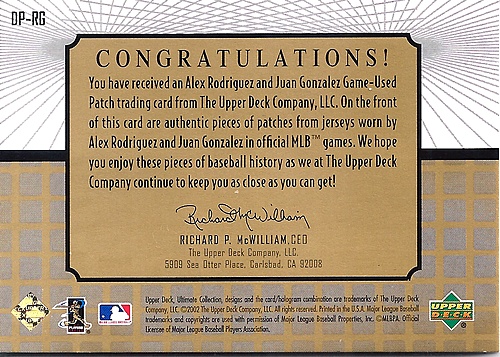 DP-RG
CONGRATULATIONS!
You have received an Alex Rodriguez and Juan Gonzalez Game-Used
Patch trading card from The Upper Deck Company, LLC. On the front
of this card are authentic pieces of patches from jerseys worn by
Alex Rodriguez and Juan Gonzalez in official MLB™ games. We hope
you enjoy these pieces of baseball history as we at The Upper Deck
Company continue to keep you as close as you can get!
Richard P. McWilliam
RICHARD P. McWILLIAM, CEO
The Upper Deck Company, LLC.
5909 Sea Otter Place, Carlsbad, CA 92008
Upper Deck, Ultimate Collection, designs and the card/hologram combination are trademarks of The Upper Deck
Company, LLC. ©2002 The Upper Deck Company, LLC. All Rights Reserved. Printed in the U.S.A. Major League Baseball
trademarks and copyrights are used with permission of Major League Baseball Properties, Inc. ©MLBPA. Official
Licensee of Major League Baseball Players Association.
UPPER
DECK